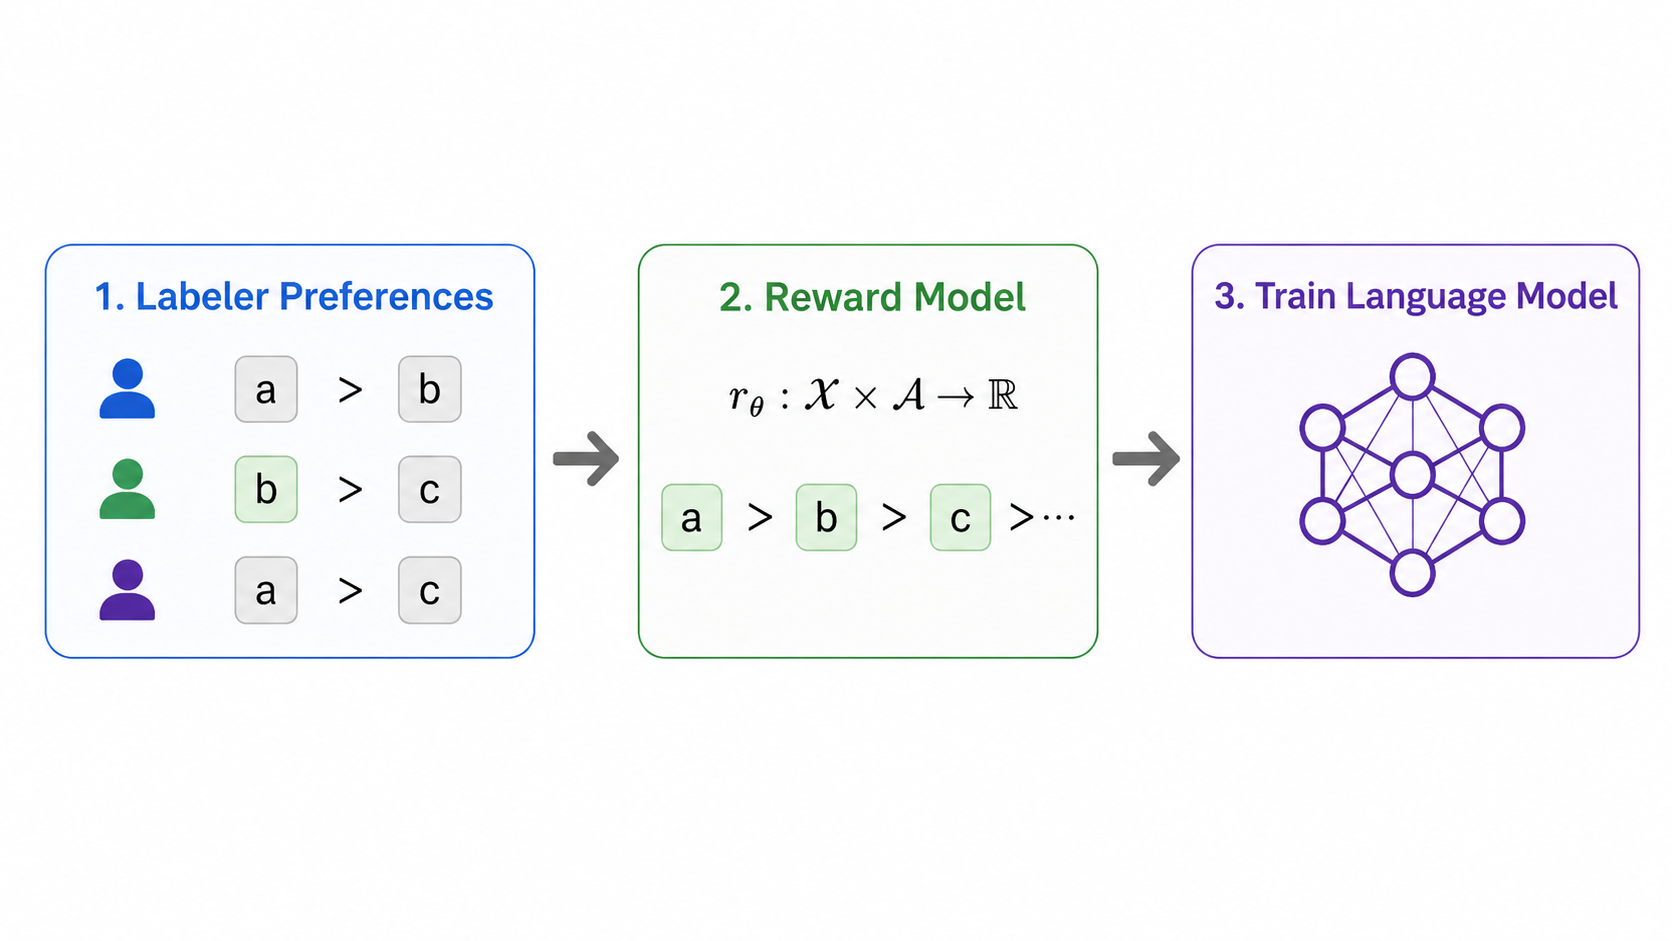 1. Labeler Preferences
a > b
b > c
a > c
2. Reward Model
r_θ : 𝒳 × 𝒜 → ℝ
a > b > c > ⋯
3. Train Language Model